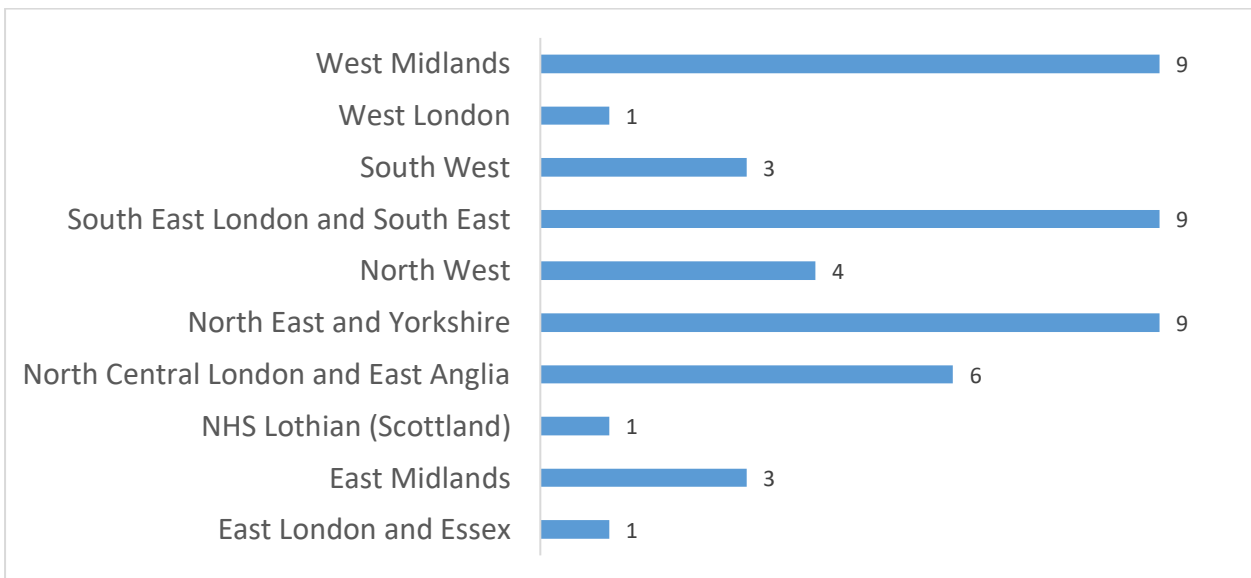 West Midlands 9
West London 1
South West 3
South East London and South East 9
North West 4
North East and Yorkshire 9
North Central London and East Anglia 6
NHS Lothian (Scottland) 1
East Midlands 3
East London and Essex 1